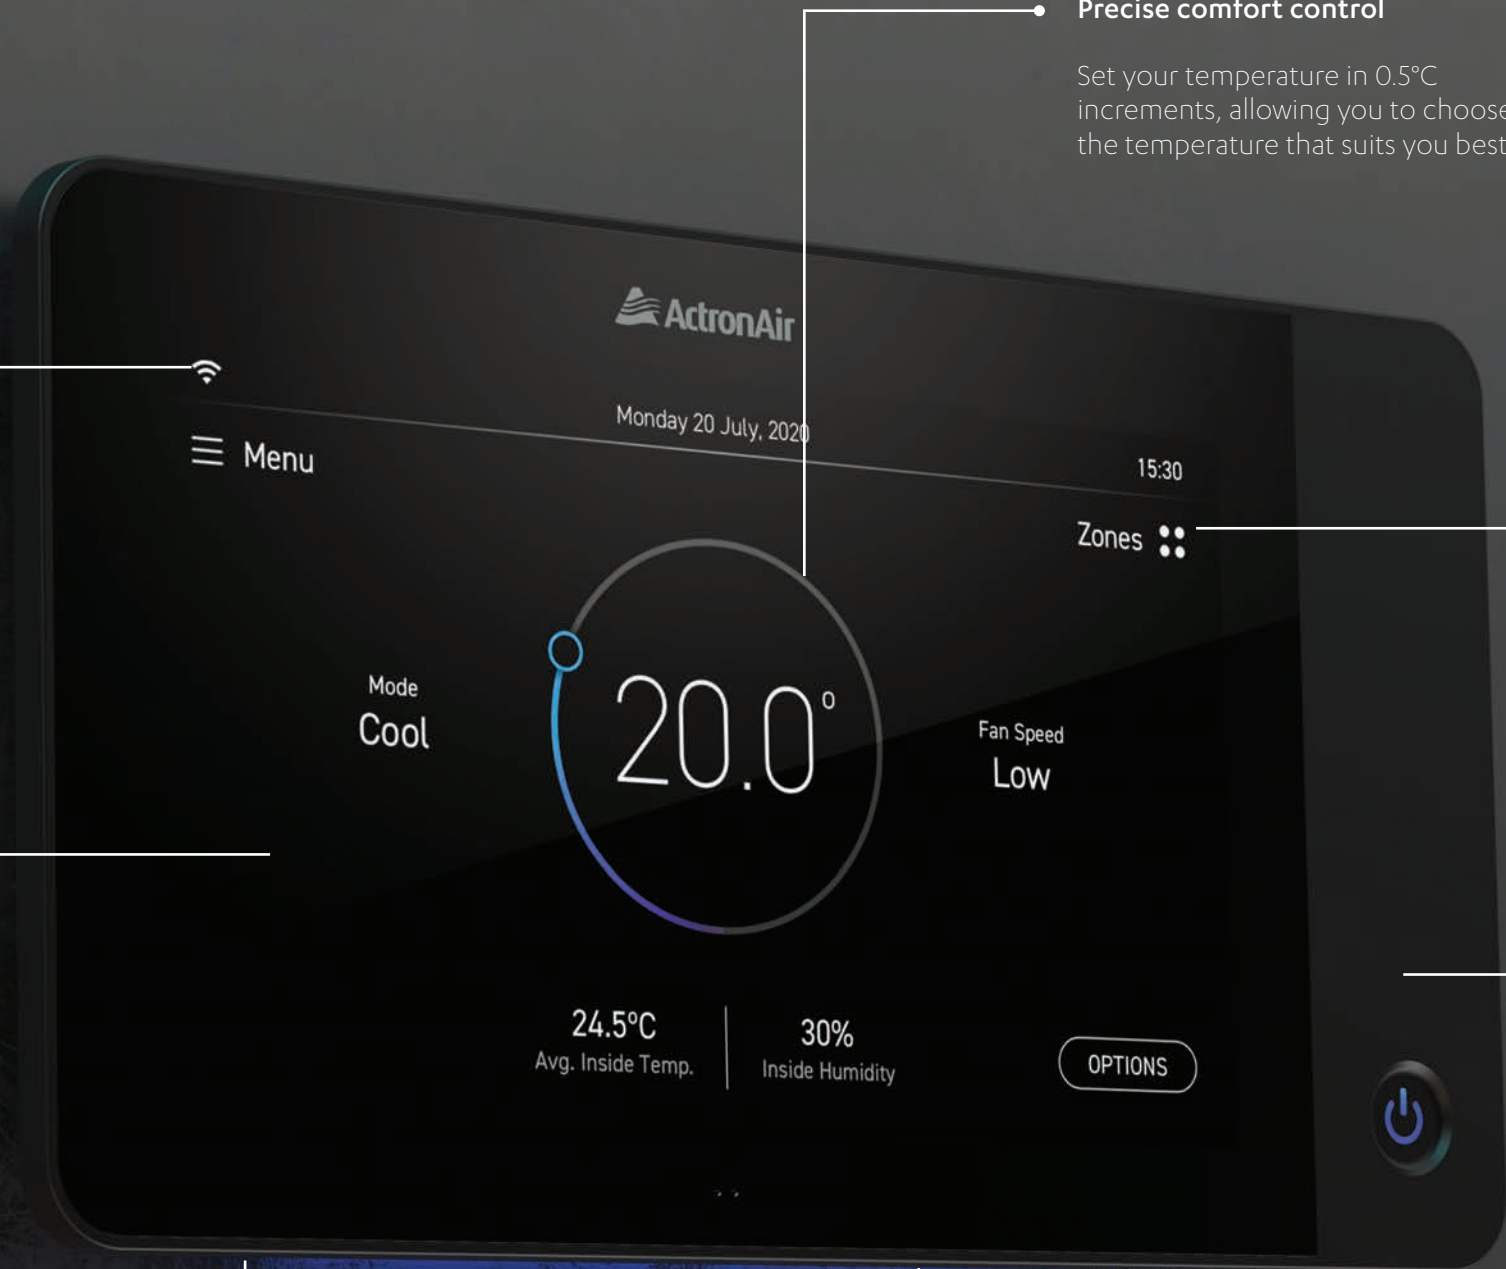 Precise comfort control
Set your temperature in 0.5°C
increments, allowing you to choose
the temperature that suits you best
ActronAir
Monday 20 July, 2020
15:30
Menu
Zones
Mode
Cool
20.0°
Fan Speed
Low
24.5°C
Avg. Inside Temp.
30%
Inside Humidity
OPTIONS